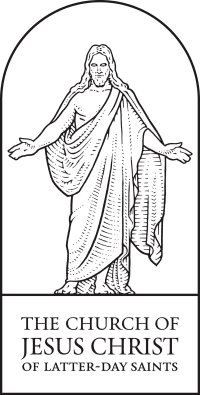 THE CHURCH OF
JESUS CHRIST
OF LATTER-DAY SAINTS